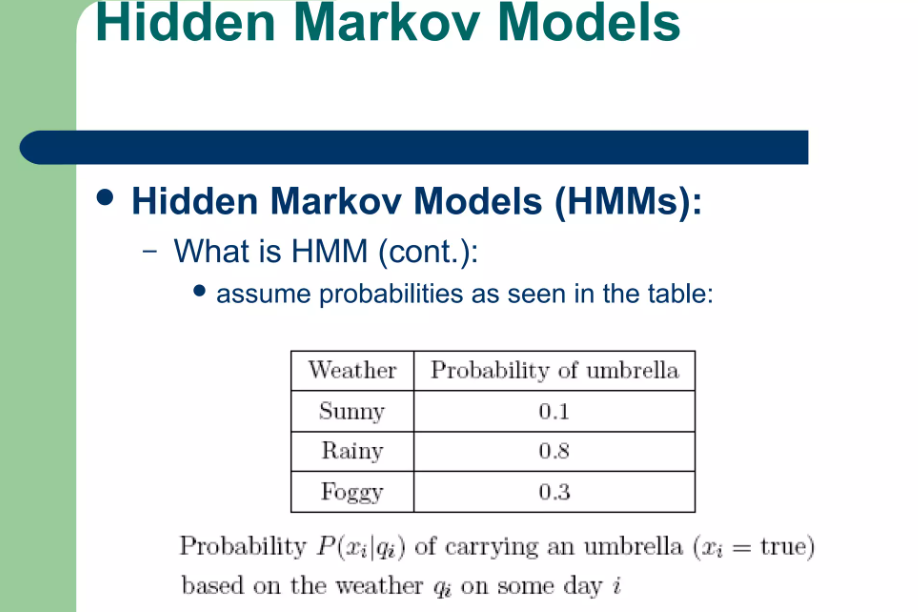 Hidden Markov Models
Hidden Markov Models (HMMs):
– What is HMM (cont.):
assume probabilities as seen in the table:
Weather Probability of umbrella
Sunny 0.1
Rainy 0.8
Foggy 0.3
Probability P(xᵢ|qᵢ) of carrying an umbrella (xᵢ = true)
based on the weather qᵢ on some day i